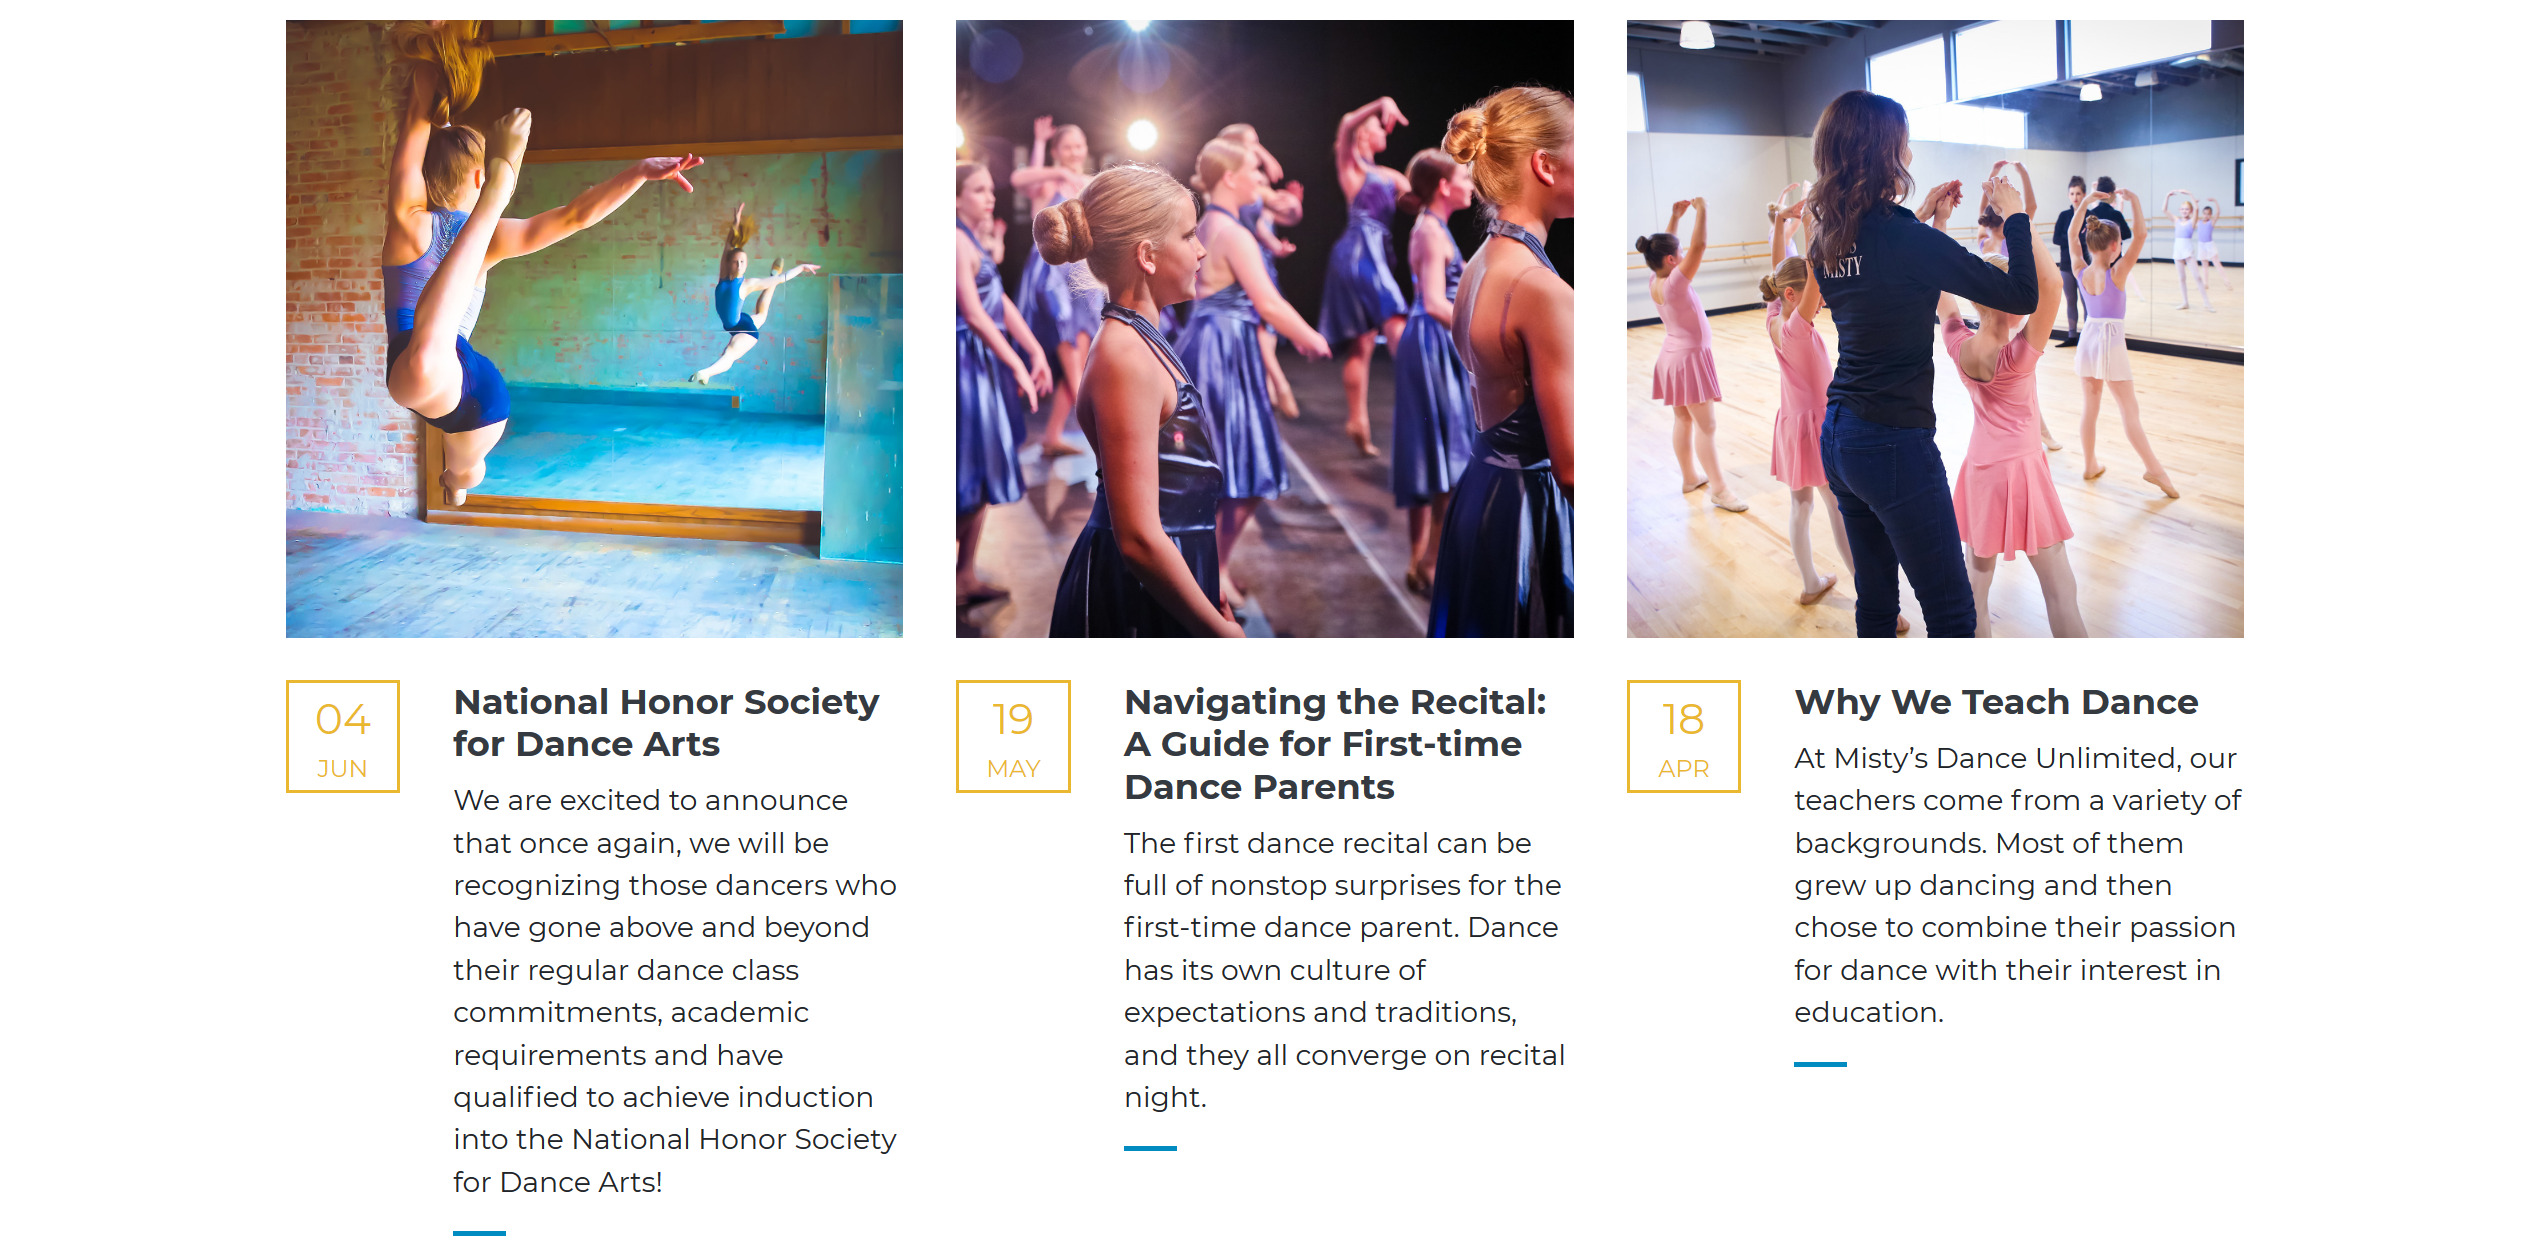 MISTY
04
JUN
National Honor Society
for Dance Arts
We are excited to announce
that once again, we will be
recognizing those dancers who
have gone above and beyond
their regular dance class
commitments, academic
requirements and have
qualified to achieve induction
into the National Honor Society
for Dance Arts!
19
MAY
Navigating the Recital:
A Guide for First-time
Dance Parents
The first dance recital can be
full of nonstop surprises for the
first-time dance parent. Dance
has its own culture of
expectations and traditions,
and they all converge on recital
night.
18
APR
Why We Teach Dance
At Misty’s Dance Unlimited, our
teachers come from a variety of
backgrounds. Most of them
grew up dancing and then
chose to combine their passion
for dance with their interest in
education.